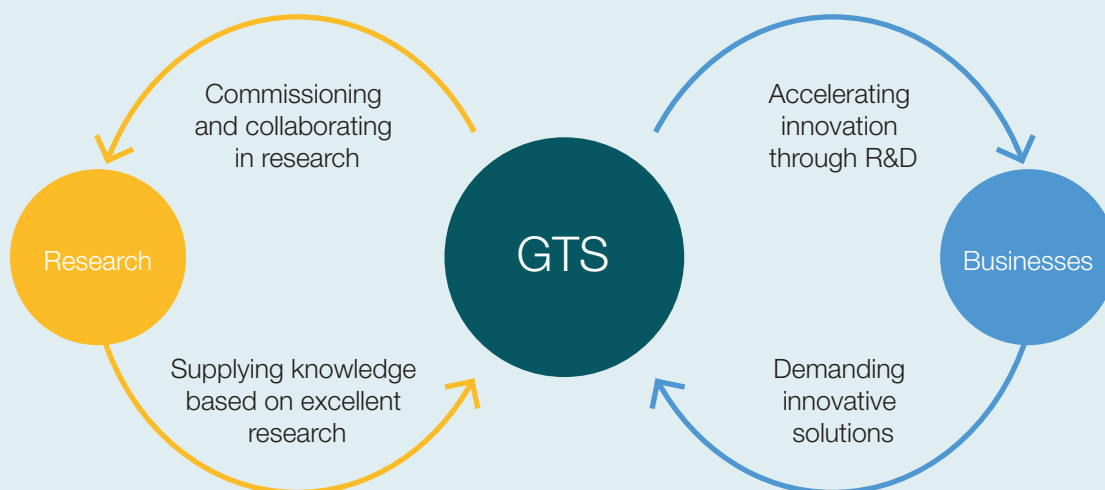 Commissioning
and collaborating
in research
Accelerating
innovation
through R&D
Research
GTS
Businesses
Supplying knowledge
based on excellent
research
Demanding
innovative
solutions